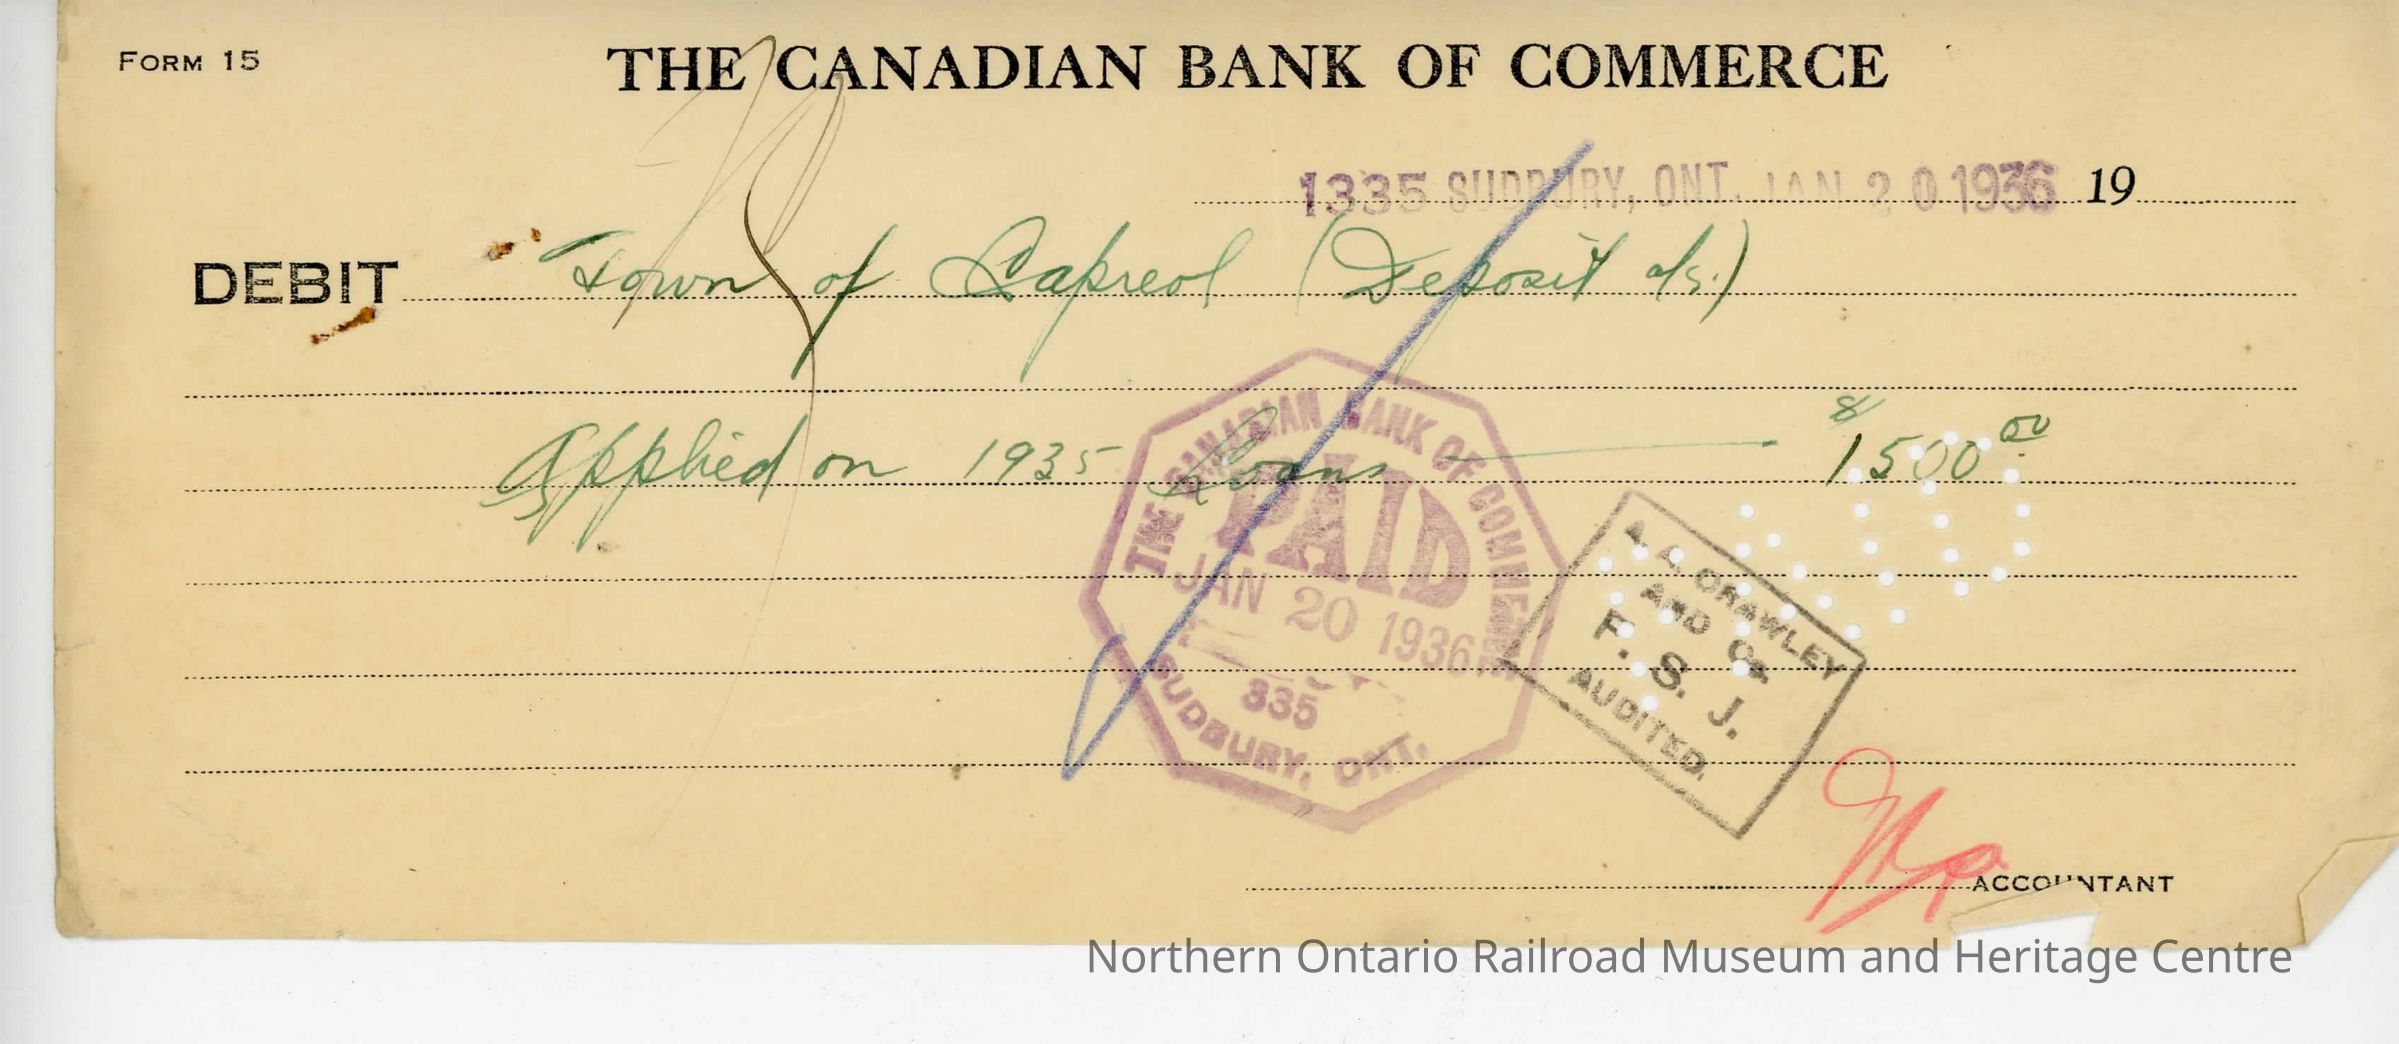 FORM 15
THE CANADIAN BANK OF COMMERCE
1335 SUDBURY, ONT. JAN 20 1936 19
DEBIT Town of Capreol (Deposit a/c.)
Applied on 1935 Loans $1500.00
THE CANADIAN BANK OF COMMERCE
PAID
JAN 20 1936
335
SUDBURY, ONT.
CRAWLEY
AND CO.
F. S. J.
AUDITED.
ACCOUNTANT
Northern Ontario Railroad Museum and Heritage Centre